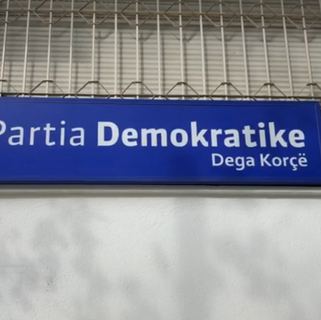 Partia Demokratike
Dega Korçë